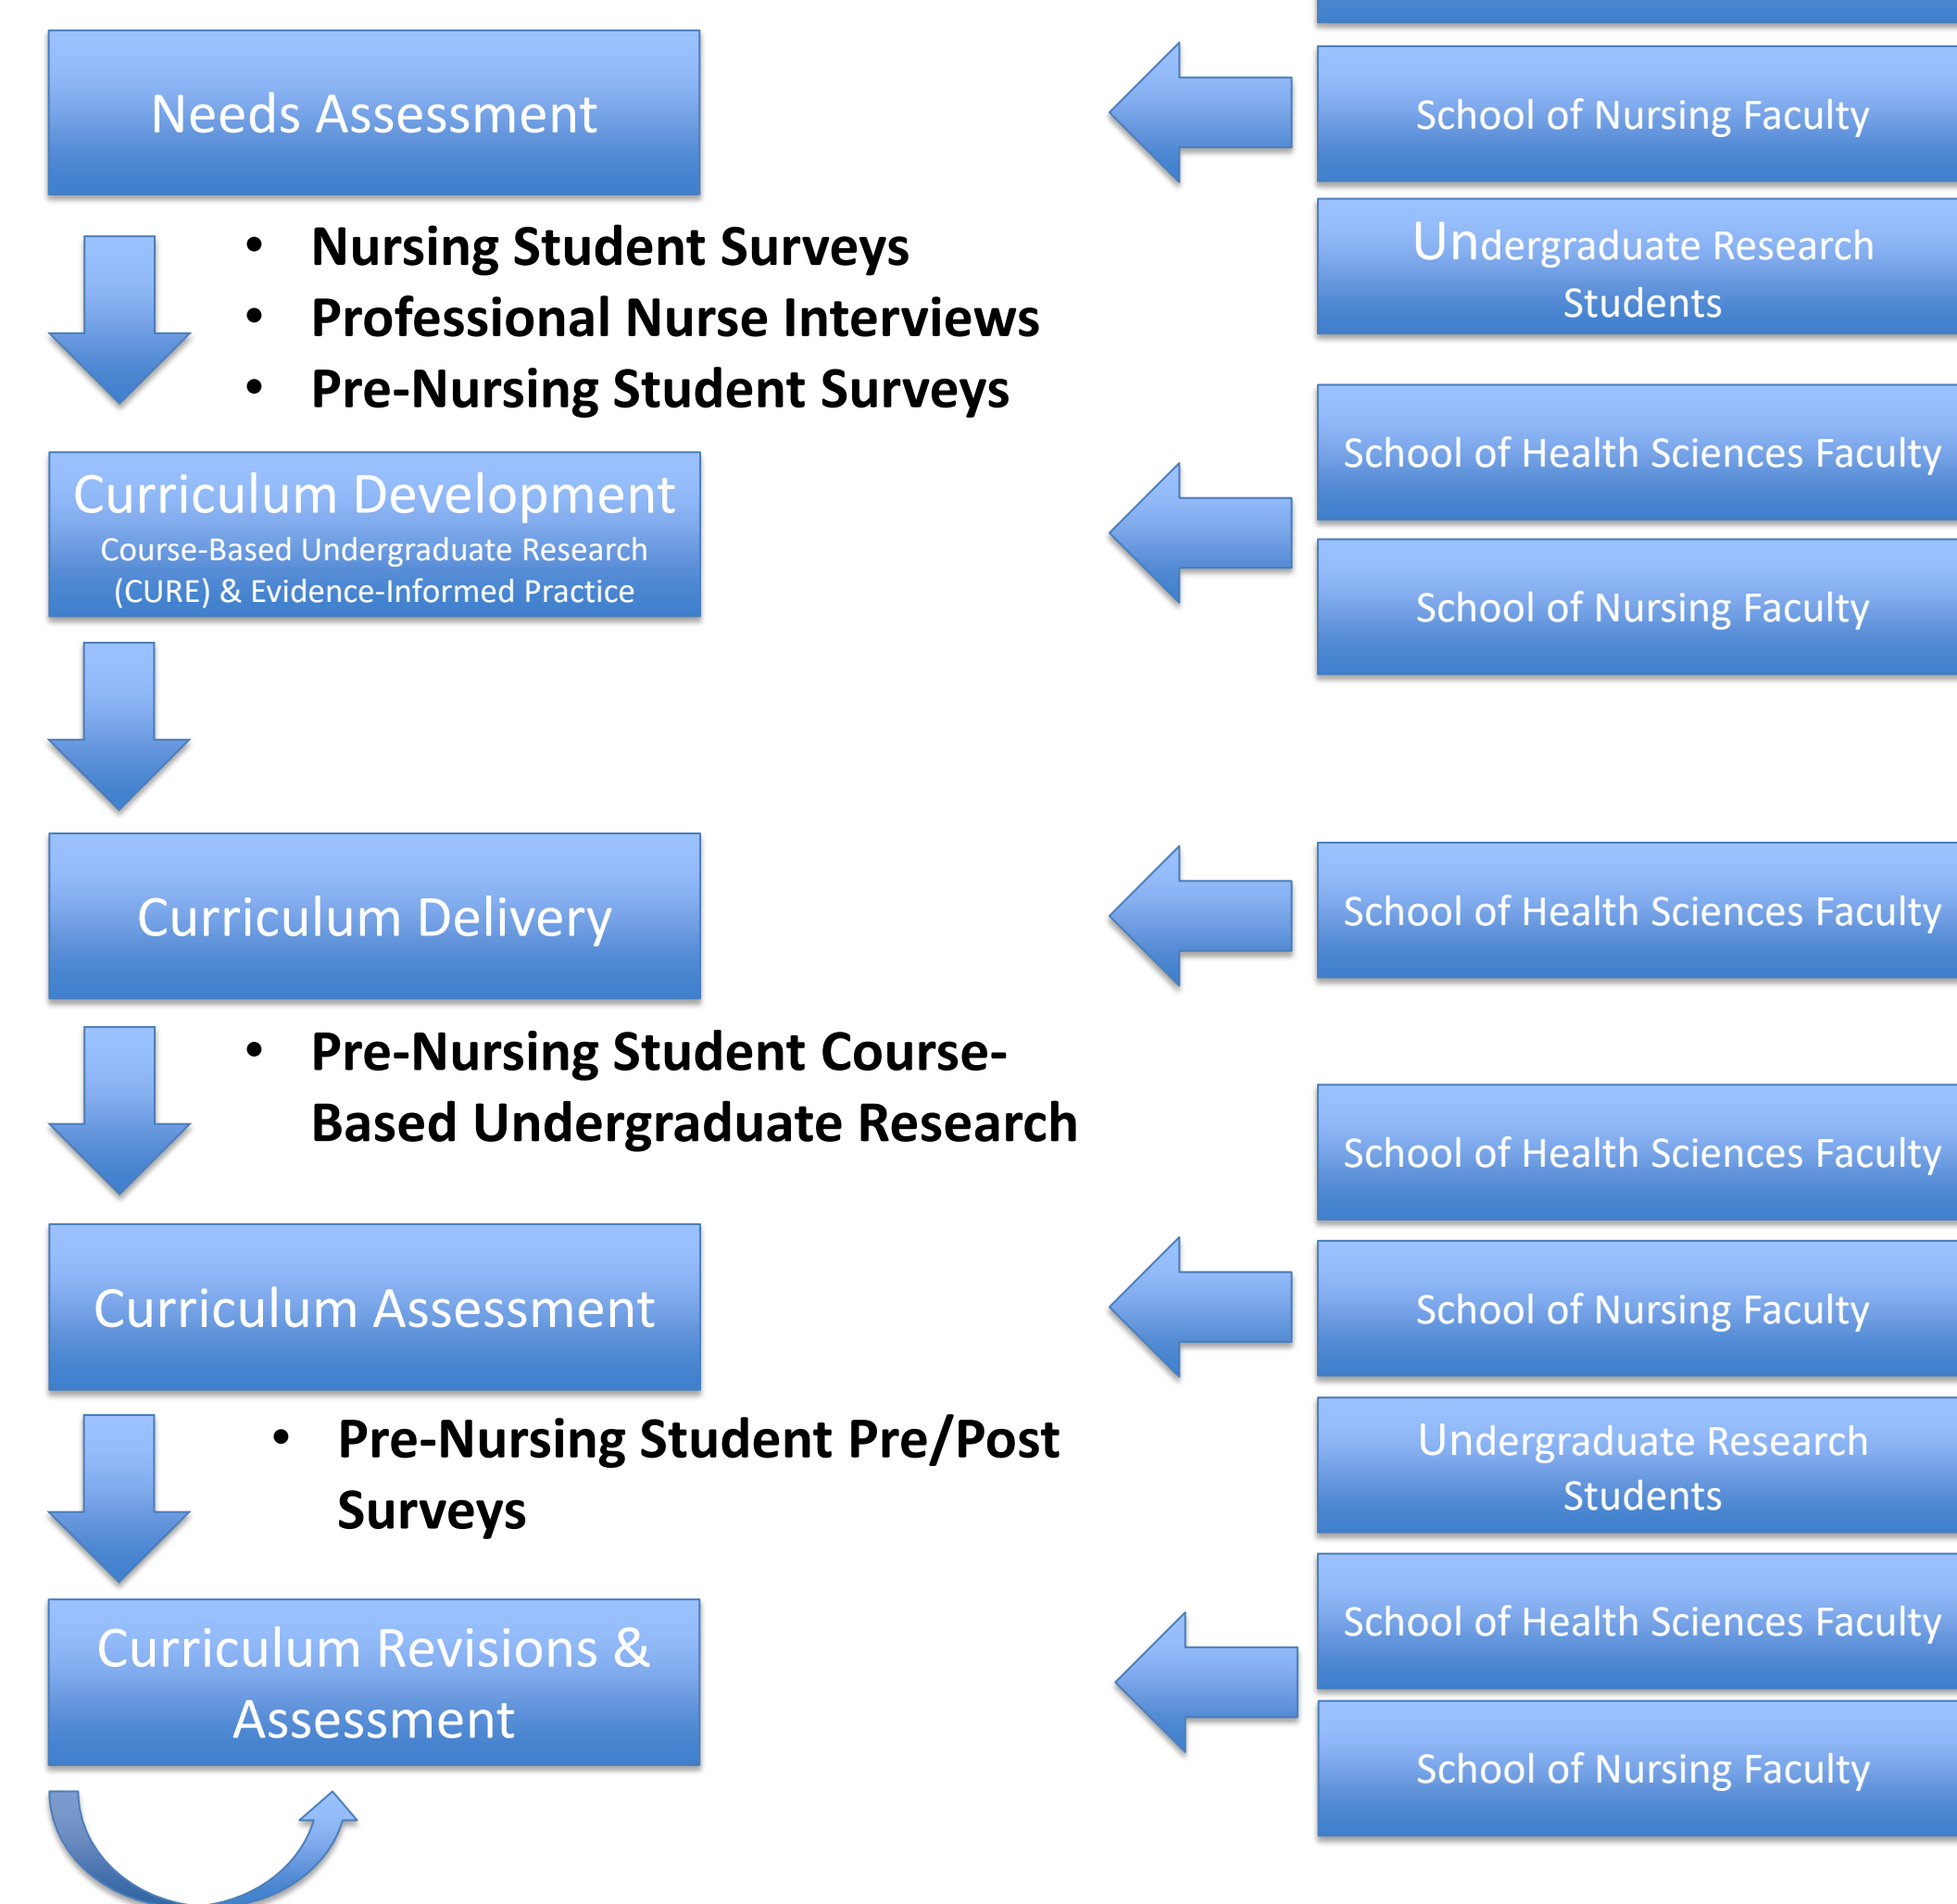 Needs Assessment
School of Nursing Faculty
• Nursing Student Surveys
• Professional Nurse Interviews
• Pre-Nursing Student Surveys
Undergraduate Research
Students
Curriculum Development
Course-Based Undergraduate Research
(CURE) & Evidence-Informed Practice
School of Health Sciences Faculty
School of Nursing Faculty
Curriculum Delivery
School of Health Sciences Faculty
• Pre-Nursing Student Course-
Based Undergraduate Research
Curriculum Assessment
School of Health Sciences Faculty
School of Nursing Faculty
Undergraduate Research
Students
• Pre-Nursing Student Pre/Post
Surveys
Curriculum Revisions &
Assessment
School of Health Sciences Faculty
School of Nursing Faculty